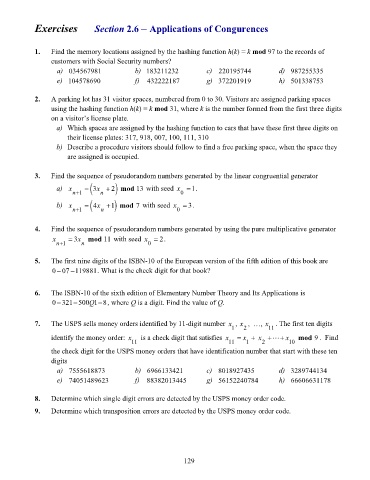 Exercises Section 2.6 – Applications of Congurences
1. Find the memory locations assigned by the hashing function h(k) = k mod 97 to the records of
customers with Social Security numbers?
a) 034567981 b) 183211232 c) 220195744 d) 987255335
e) 104578690 f) 432222187 g) 372201919 h) 501338753
2. A parking lot has 31 visitor spaces, numbered from 0 to 30. Visitors are assigned parking spaces
using the hashing function h(k) = k mod 31, where k is the number formed from the first three digits
on a visitor's license plate.
a) Which spaces are assigned by the hashing function to cars that have these first three digits on
their license plates: 317, 918, 007, 100, 111, 310
b) Describe a procedure visitors should follow to find a free parking space, when the space they
are assigned is occupied.
3. Find the sequence of pseudorandom numbers generated by the linear congruential generator
a) x_{n+1} = (3x_n + 2) mod 13 with seed x_0 = 1.
b) x_{n+1} = (4x_n + 1) mod 7 with seed x_0 = 3.
4. Find the sequence of pseudorandom numbers generated by using the pure multiplicative generator
x_{n+1} = 3x_n mod 11 with seed x_0 = 2.
5. The first nine digits of the ISBN-10 of the European version of the fifth edition of this book are
0-07-119881. What is the check digit for that book?
6. The ISBN-10 of the sixth edition of Elementary Number Theory and Its Applications is
0-321-500Q1-8, where Q is a digit. Find the value of Q.
7. The USPS sells money orders identified by 11-digit number x_1, x_2, …, x_11. The first ten digits
identify the money order: x_11 is a check digit that satisfies x_11 = x_1 + x_2 + ⋯ + x_10 mod 9. Find
the check digit for the USPS money orders that have identification number that start with these ten
digits
a) 7555618873 b) 6966133421 c) 8018927435 d) 3289744134
e) 74051489623 f) 88382013445 g) 56152240784 h) 66606631178
8. Determine which single digit errors are detected by the USPS money order code.
9. Determine which transposition errors are detected by the USPS money order code.
129